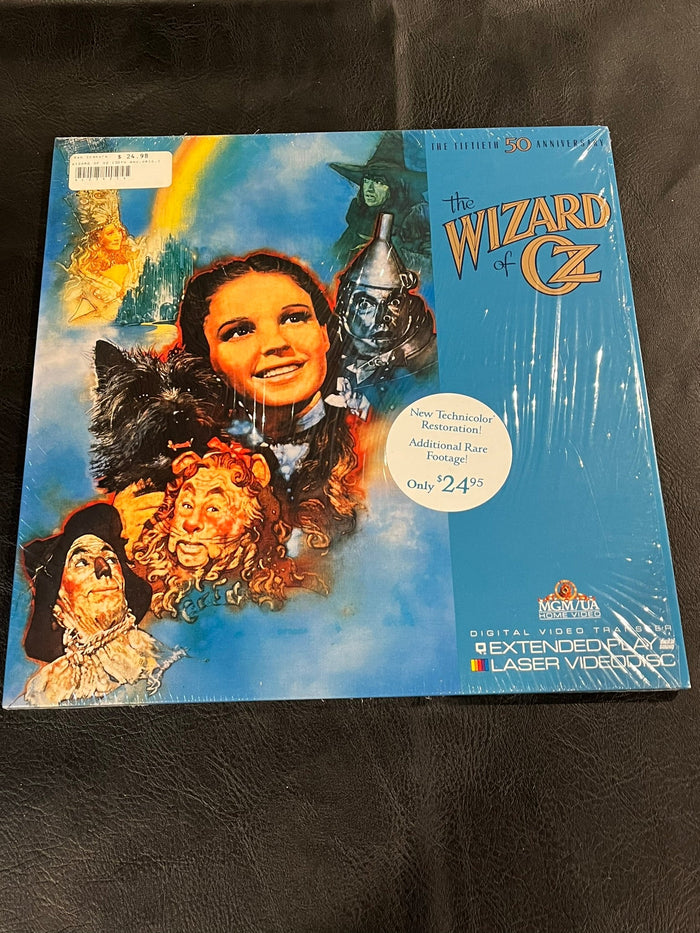 $ 24.98
THE FIFTIETH 50 ANNIVERSARY
the
WIZARD
of OZ
New Technicolor®
Restoration!
Additional Rare
Footage!
Only $24.95
MGM/UA
HOME VIDEO
DIGITAL VIDEO TRANSFER
EXTENDED PLAY
LASER VIDEODISC